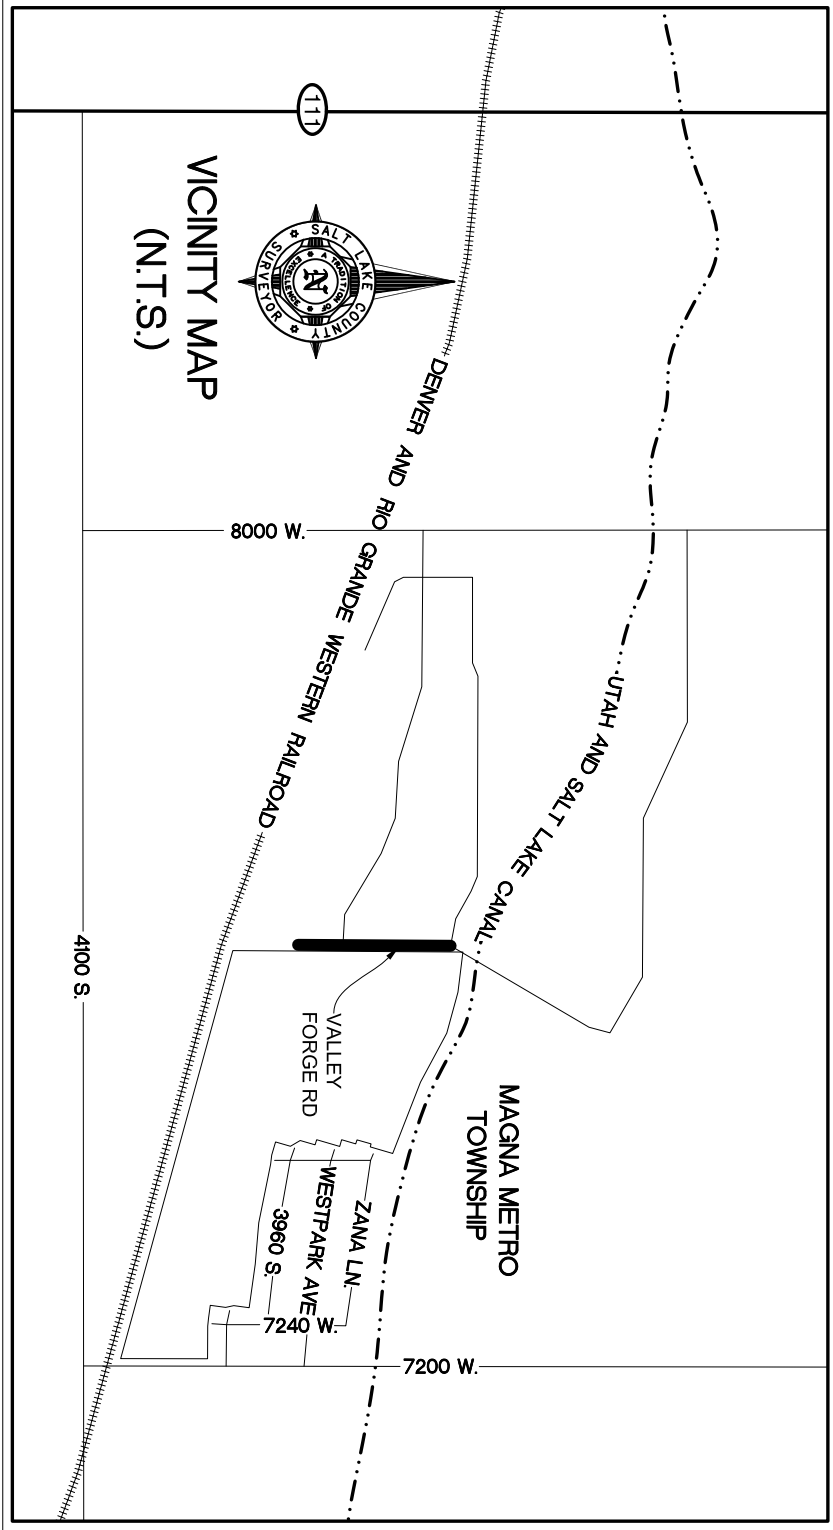 111
VICINITY MAP
(N.T.S.)
SALT LAKE COUNTY
SURVEYOR
A TRADITION OF
EXCELLENCE
N
DENVER AND RIO GRANDE WESTERN RAILROAD
8000 W.
UTAH AND SALT LAKE CANAL
4100 S.
VALLEY
FORGE RD
MAGNA METRO
TOWNSHIP
ZANA LN.
WESTPARK AVE
3960 S.
7240 W.
7200 W.